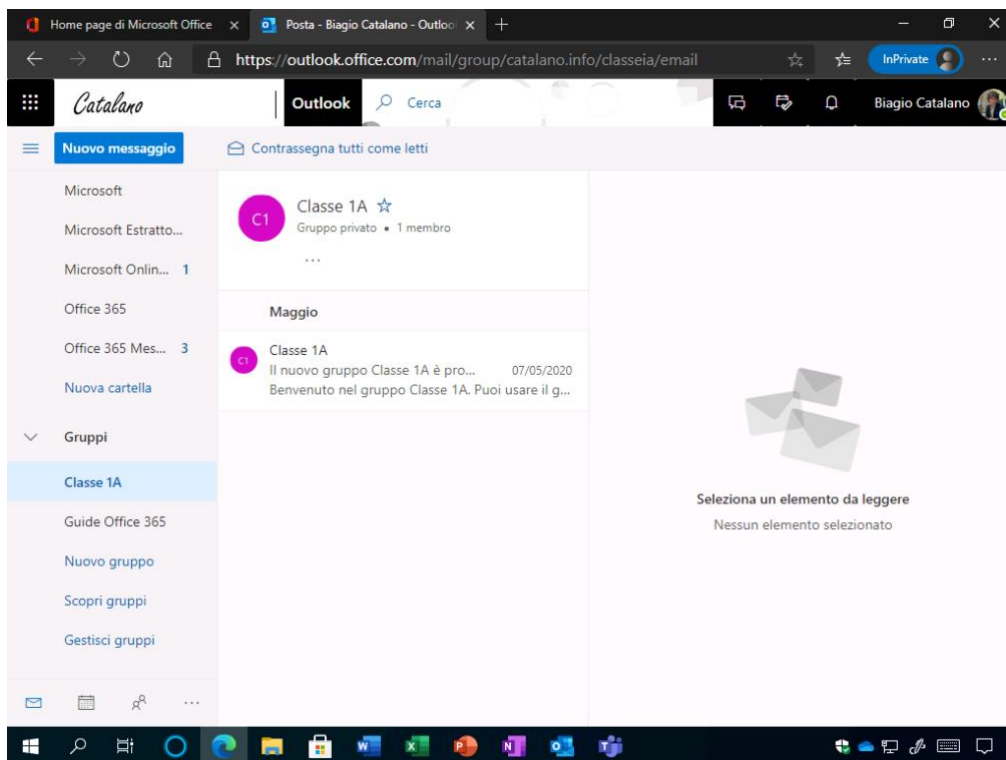 Home page di Microsoft Office
Posta - Biagio Catalano - Outloo
https://outlook.office.com/mail/group/catalano.info/classeia/email
InPrivate
Catalano
Outlook
Cerca
Biagio Catalano
Nuovo messaggio
Contrassegna tutti come letti
Microsoft
Microsoft Estratto...
Microsoft Onlin... 1
Office 365
Office 365 Mes... 3
Nuova cartella
Gruppi
Classe 1A
Guide Office 365
Nuovo gruppo
Scopri gruppi
Gestisci gruppi
C1
Classe 1A
Gruppo privato • 1 membro
...
Maggio
C1
Classe 1A
Il nuovo gruppo Classe 1A è pro... 07/05/2020
Benvenuto nel gruppo Classe 1A. Puoi usare il g...
Seleziona un elemento da leggere
Nessun elemento selezionato